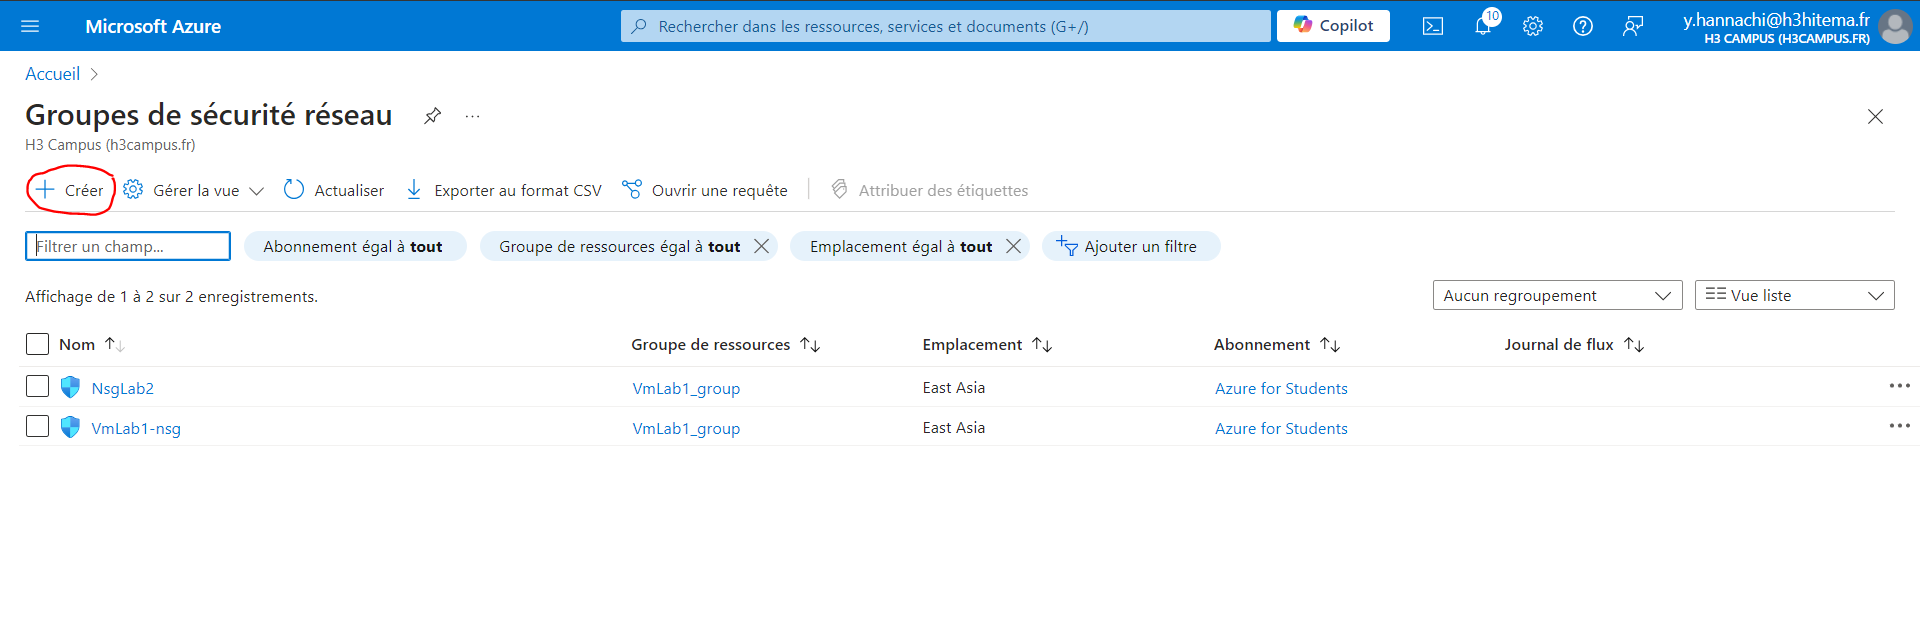 Microsoft Azure
Rechercher dans les ressources, services et documents (G+/)
Copilot
10
y.hannachi@h3hitema.fr
H3 CAMPUS (H3CAMPUS.FR)
Accueil
Groupes de sécurité réseau
H3 Campus (h3campus.fr)
Créer Gérer la vue Actualiser Exporter au format CSV Ouvrir une requête Attribuer des étiquettes
Filtrer un champ... Abonnement égal à tout Groupe de ressources égal à tout Emplacement égal à tout Ajouter un filtre
Affichage de 1 à 2 sur 2 enregistrements. Aucun regroupement Vue liste
Nom Groupe de ressources Emplacement Abonnement Journal de flux
NsgLab2 VmLab1_group East Asia Azure for Students
VmLab1-nsg VmLab1_group East Asia Azure for Students